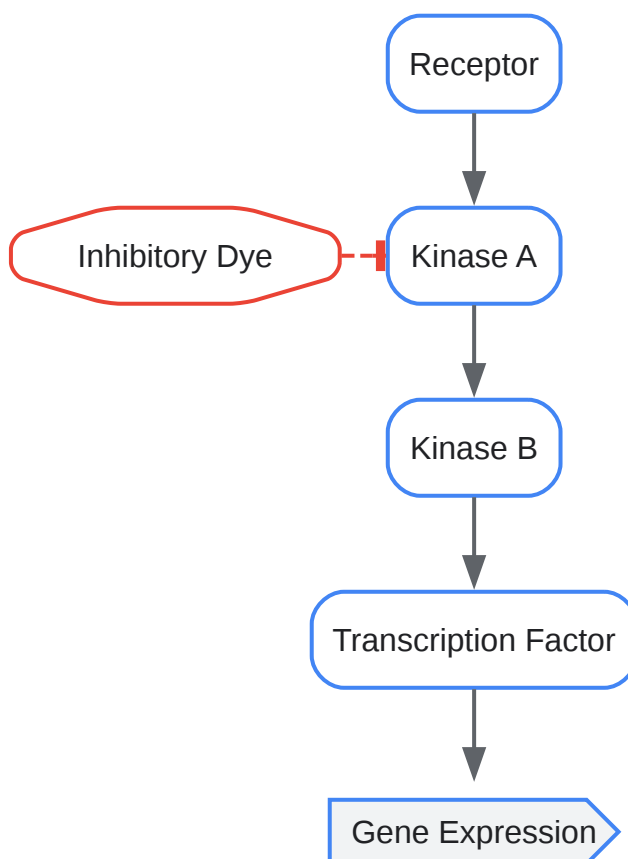 Receptor
Inhibitory Dye
Kinase A
Kinase B
Transcription Factor
Gene Expression